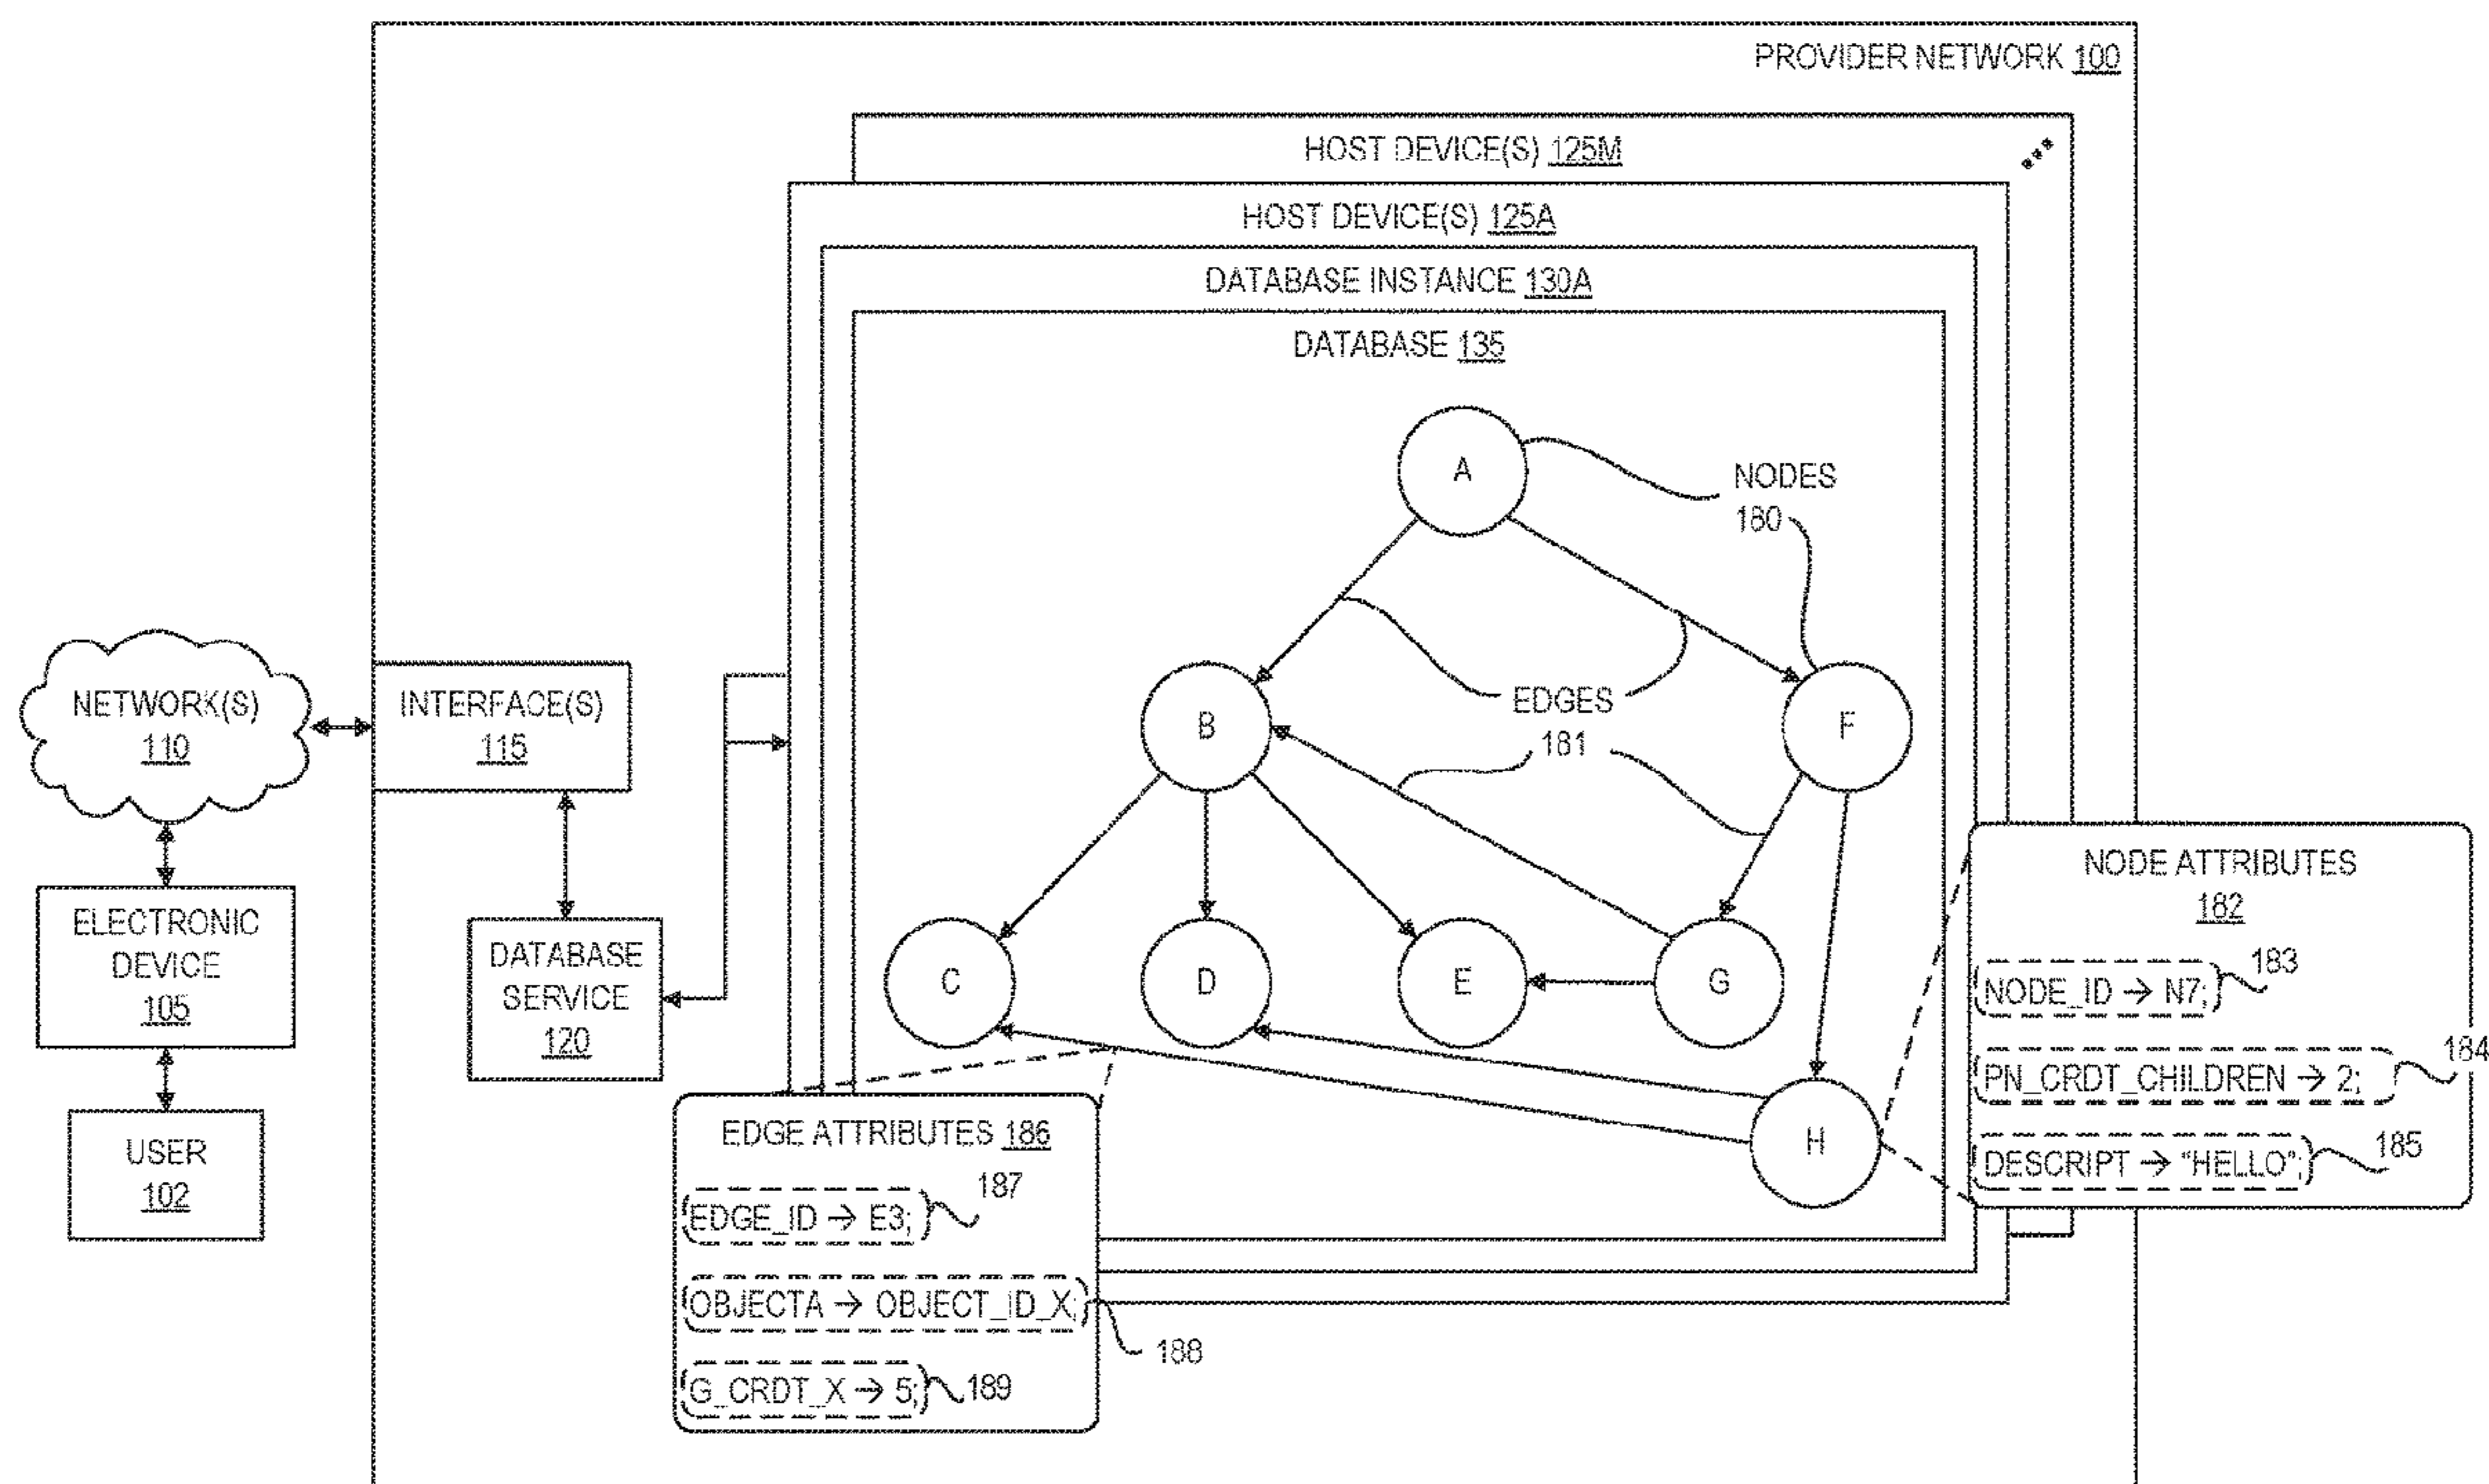 PROVIDER NETWORK 100
HOST DEVICE(S) 125M
HOST DEVICE(S) 125A
DATABASE INSTANCE 130A
DATABASE 135
A
NODES
180
NETWORK(S)
110
INTERFACE(S)
115
EDGES
181
B
F
ELECTRONIC
DEVICE
105
DATABASE
SERVICE
120
USER
102
C
D
E
G
H
NODE ATTRIBUTES
182
NODE_ID → N7;
183
PN_CRDT_CHILDREN → 2;
184
DESCRIPT → "HELLO";
185
EDGE ATTRIBUTES 186
EDGE_ID → E3;
187
OBJECTA → OBJECT_ID_X;
188
G_CRDT_X → 5;
189